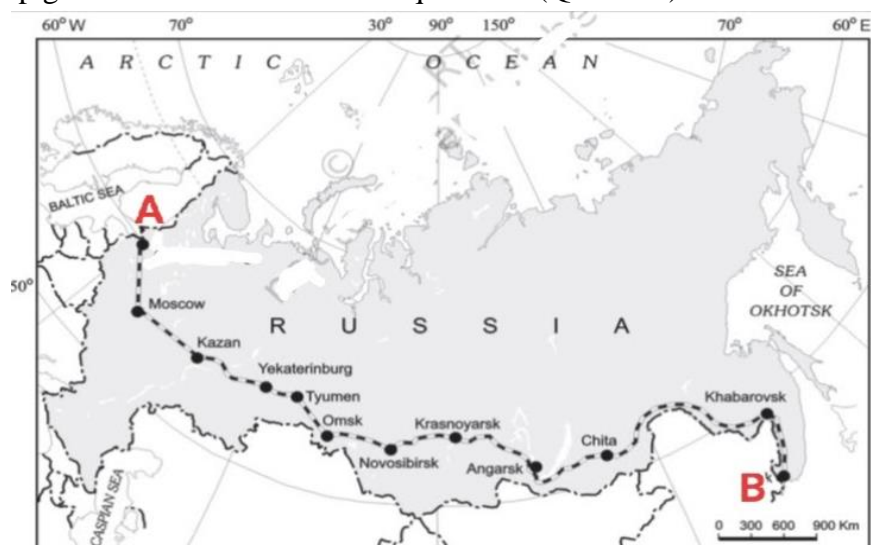 60° W 70° 30° 90° 150° 70° 60° E
A R C T I C O C E A N
BALTIC SEA
A
50°
Moscow
SEA
OF
OKHOTSK
R U S S I A
Kazan
Yekaterinburg
Tyumen
Omsk
Krasnoyarsk
Khabarovsk
Novosibirsk
Angarsk
Chita
B
CASPIAN SEA
0 300 600 900 Km